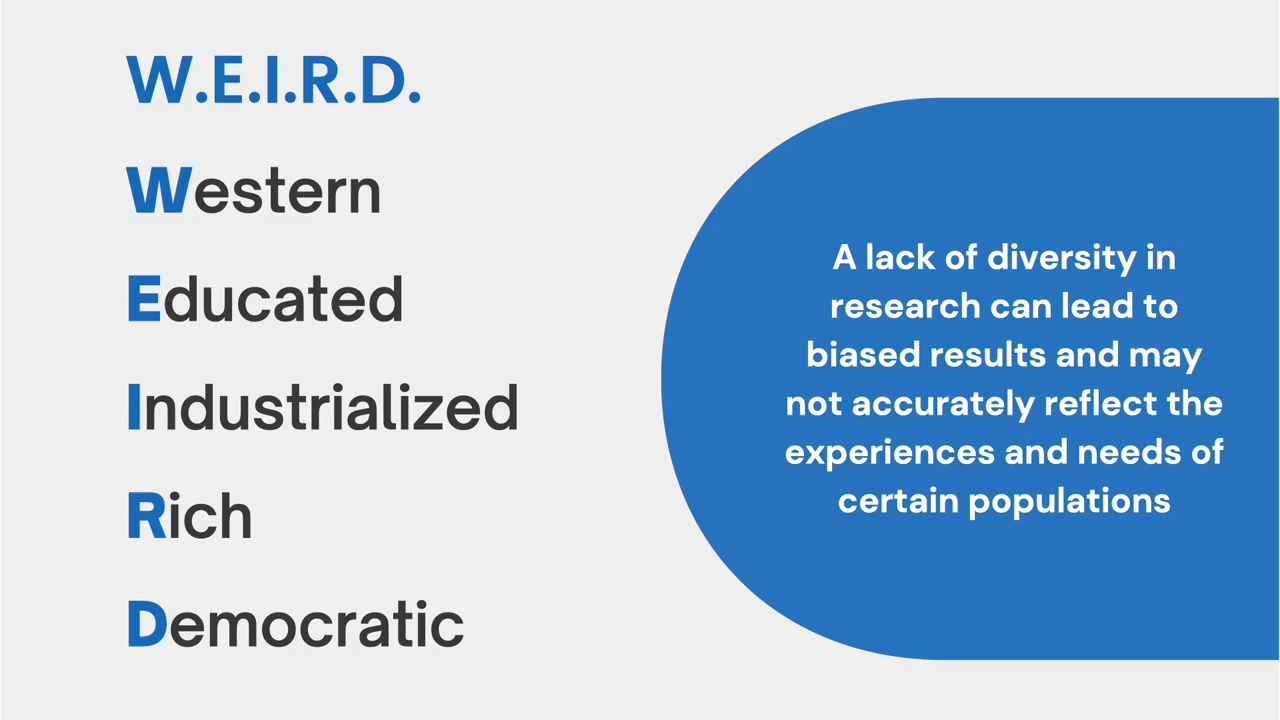 W.E.I.R.D.
Western
Educated
Industrialized
Rich
Democratic
A lack of diversity in
research can lead to
biased results and may
not accurately reflect the
experiences and needs of
certain populations